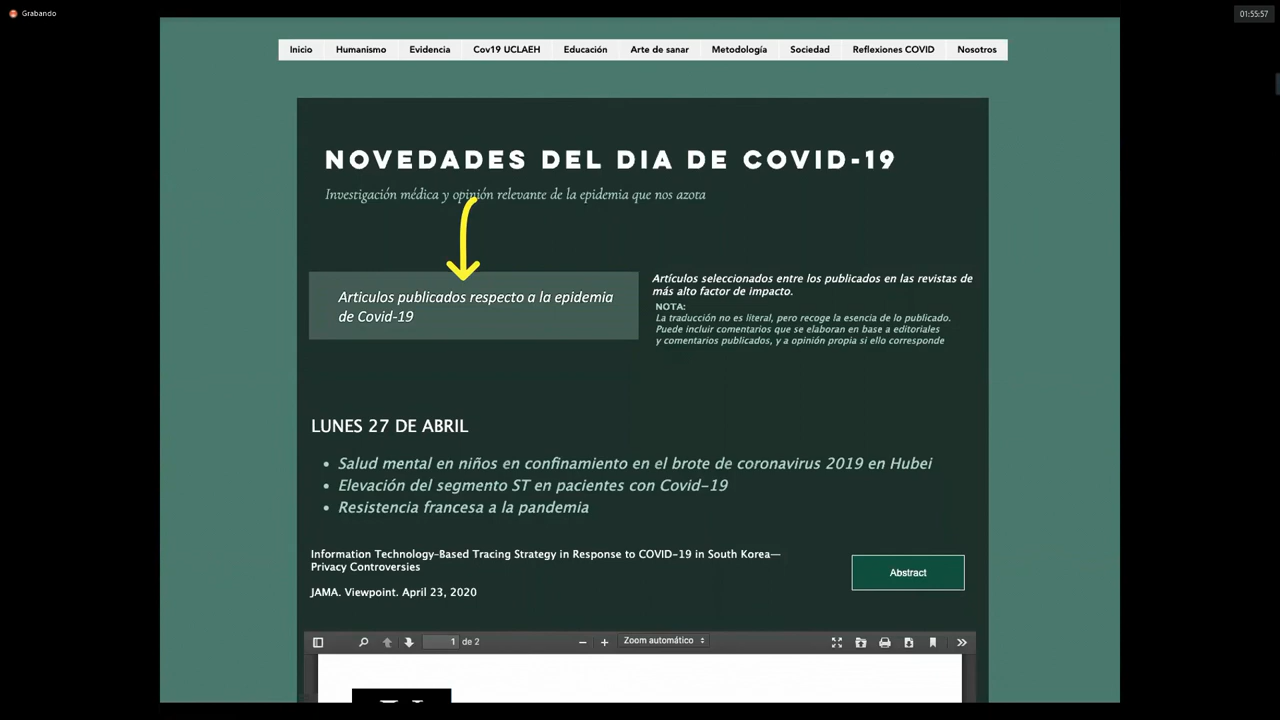 Grabando
01:55:57
Inicio Humanismo Evidencia Cov19 UCLAEH Educación Arte de sanar Metodología Sociedad Reflexiones COVID Nosotros
NOVEDADES DEL DIA DE COVID-19
Investigación médica y opinión relevante de la epidemia que nos azota
Articulos publicados respecto a la epidemia
de Covid-19
Artículos seleccionados entre los publicados en las revistas de
más alto factor de impacto.
NOTA:
La traducción no es literal, pero recoge la esencia de lo publicado.
Puede incluir comentarios que se elaboran en base a editoriales
y comentarios publicados, y a opinión propia si ello corresponde
LUNES 27 DE ABRIL
• Salud mental en niños en confinamiento en el brote de coronavirus 2019 en Hubei
• Elevación del segmento ST en pacientes con Covid-19
• Resistencia francesa a la pandemia
Information Technology–Based Tracing Strategy in Response to COVID-19 in South Korea—
Privacy Controversies
JAMA. Viewpoint. April 23, 2020
Abstract
1 de 2
Zoom automático